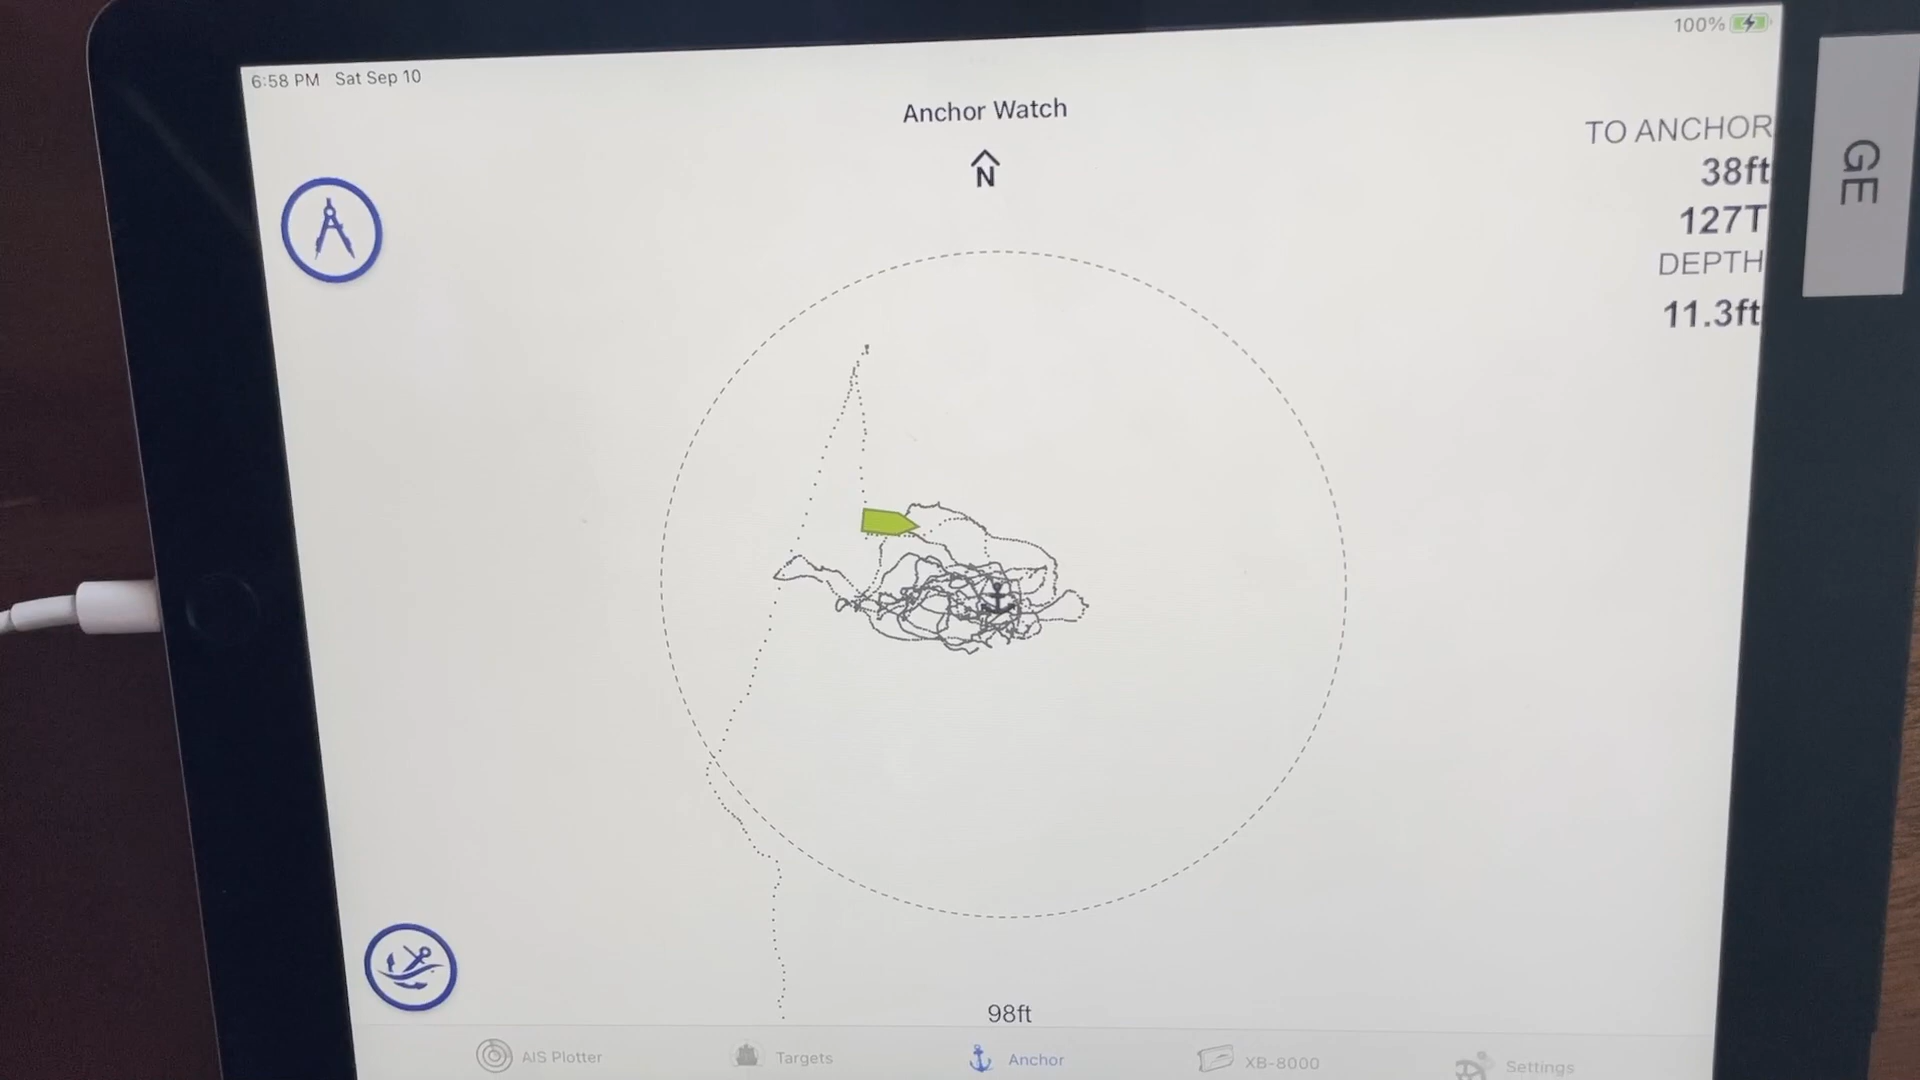 6:58 PM Sat Sep 10
100%
Anchor Watch
N
TO ANCHOR
38ft
127T
DEPTH
11.3ft
GE
98ft
AIS Plotter
Targets
Anchor
XB-8000
Settings